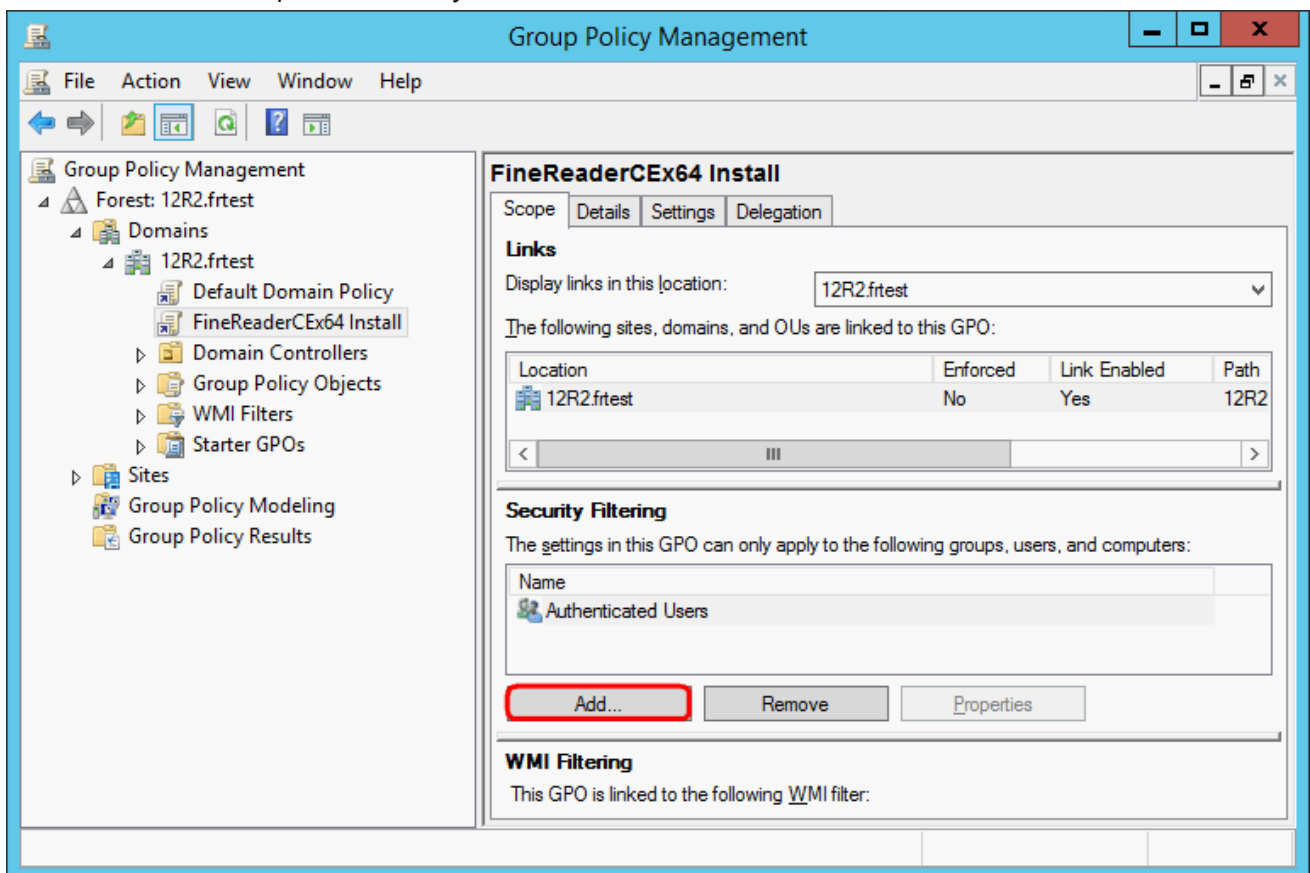 Group Policy Management
File Action View Window Help
Group Policy Management
Forest: 12R2.frtest
Domains
12R2.frtest
Default Domain Policy
FineReaderCEx64 Install
Domain Controllers
Group Policy Objects
WMI Filters
Starter GPOs
Sites
Group Policy Modeling
Group Policy Results
FineReaderCEx64 Install
Scope Details Settings Delegation
Links
Display links in this location: 12R2.frtest
The following sites, domains, and OUs are linked to this GPO:
Location Enforced Link Enabled Path
12R2.frtest No Yes 12R2
Security Filtering
The settings in this GPO can only apply to the following groups, users, and computers:
Name
Authenticated Users
Add... Remove Properties
WMI Filtering
This GPO is linked to the following WMI filter: